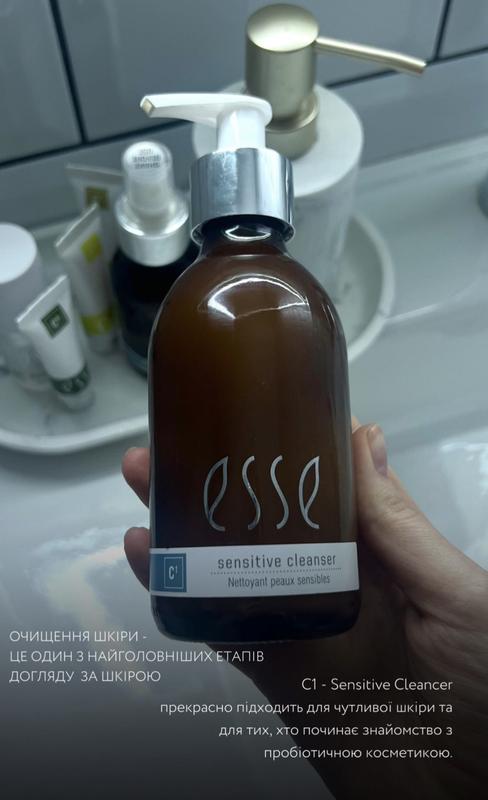 esse
C1
sensitive cleanser
Nettoyant peaux sensibles
ОЧИЩЕННЯ ШКІРИ -
ЦЕ ОДИН З НАЙГОЛОВНІШИХ ЕТАПІВ
ДОГЛЯДУ ЗА ШКІРОЮ
C1 - Sensitive Cleancer
прекрасно підходить для чутливої шкіри та
для тих, хто починає знайомство з
пробіотичною косметикою.